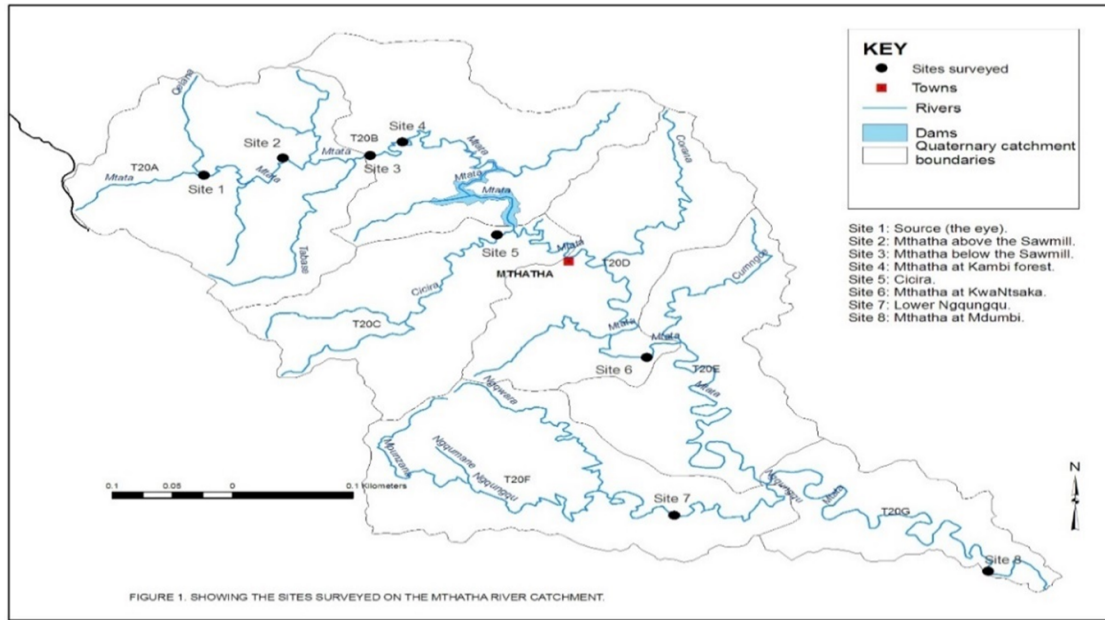 KEY
Sites surveyed
Towns
Rivers
Dams
Quaternary catchment
boundaries
Site 1: Source (the eye).
Site 2: Mthatha above the Sawmill.
Site 3: Mthatha below the Sawmill.
Site 4: Mthatha at Kambi forest.
Site 5: Cicira.
Site 6: Mthatha at KwaNtsaka.
Site 7: Lower Ngqungqu.
Site 8: Mthatha at Mdumbi.
Site 4
T20B
Site 2
Mtata
Site 3
Mtata
T20A
Mtata
Site 1
Mtata
Mtata
Mtata
Corana
Tabase
Site 5
Mtata
MTHATHA
T20D
Cicira
T20C
Mtata
Mtata
Site 6
T20E
Mtata
Ngqwara
Ngqumane
Ngqungqu
T20F
Site 7
Ngqungqu
Mtata
T20G
Site 8
0.1
0.05
0
0.1 Kilometers
N
FIGURE 1. SHOWING THE SITES SURVEYED ON THE MTHATHA RIVER CATCHMENT.